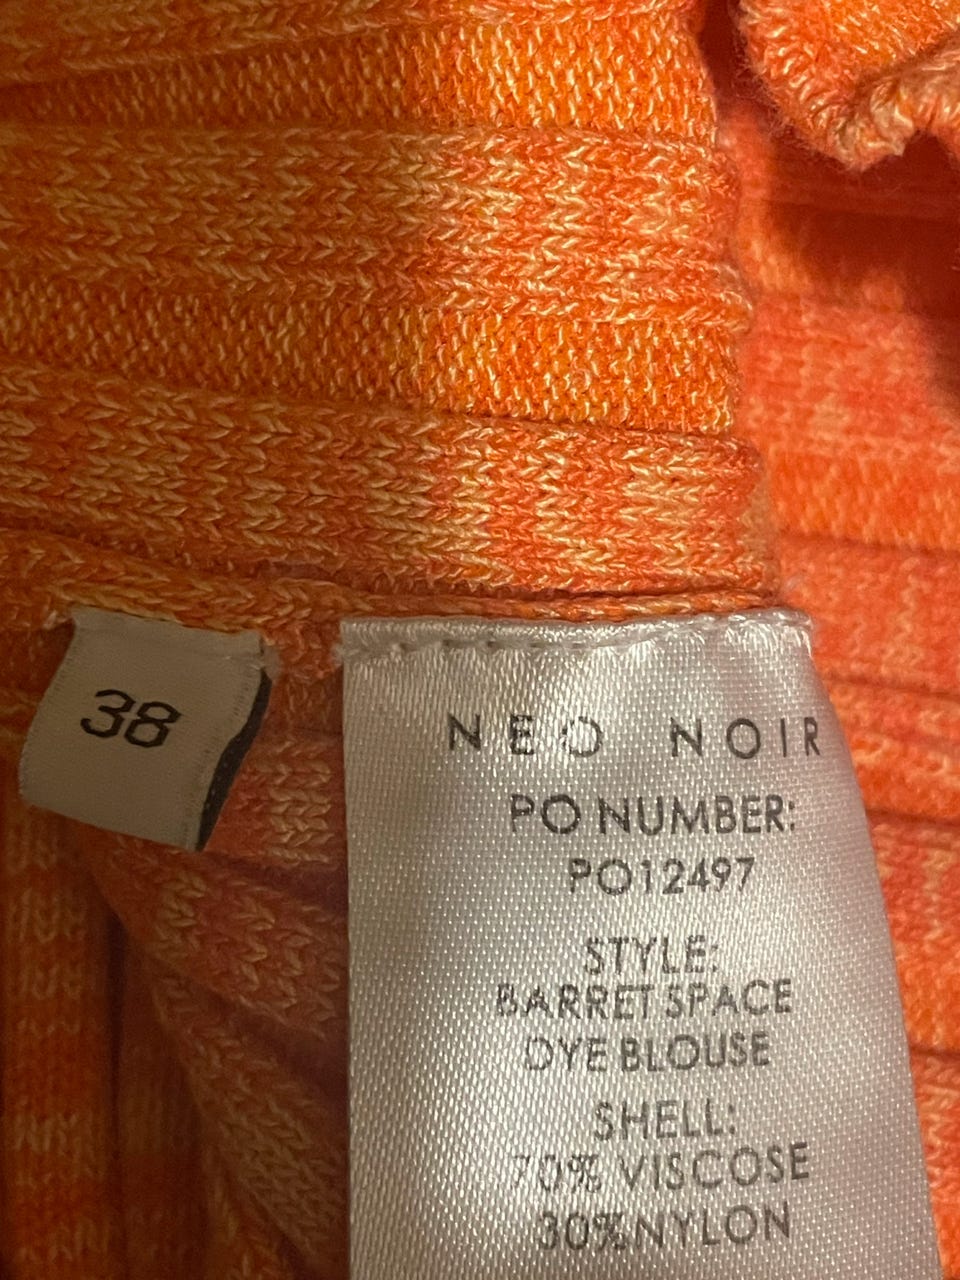 38
NEO NOIR
PO NUMBER:
PO12497
STYLE:
BARRET SPACE
DYE BLOUSE
SHELL:
70% VISCOSE
30% NYLON